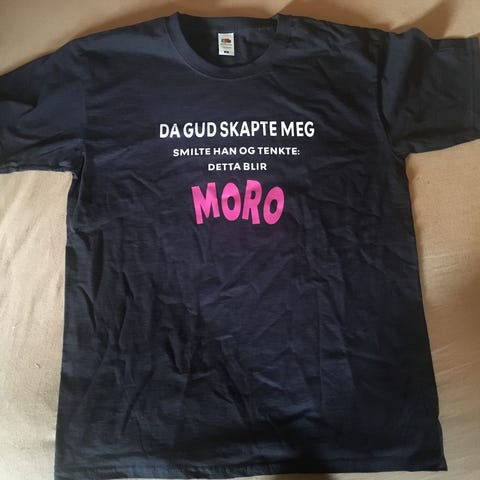 DA GUD SKAPTE MEG
SMILTE HAN OG TENKTE:
DETTA BLIR
MORO